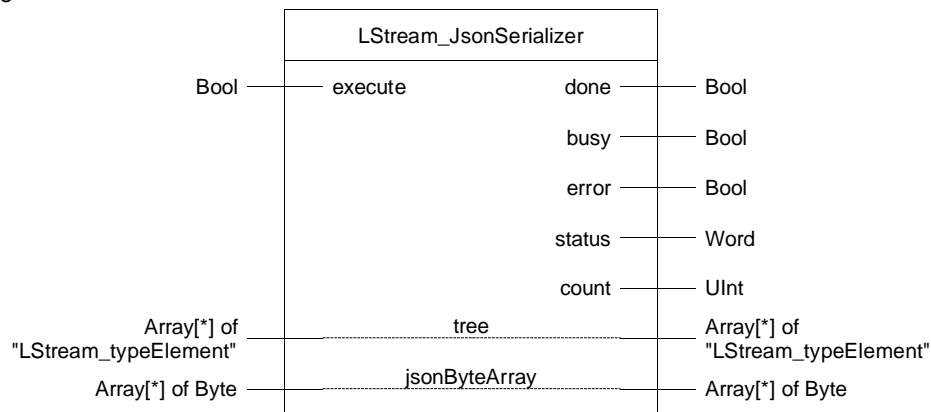 LStream_JsonSerializer
Bool execute done Bool
busy Bool
error Bool
status Word
count UInt
Array[*] of tree Array[*] of
"LStream_typeElement" "LStream_typeElement"
Array[*] of Byte jsonByteArray Array[*] of Byte